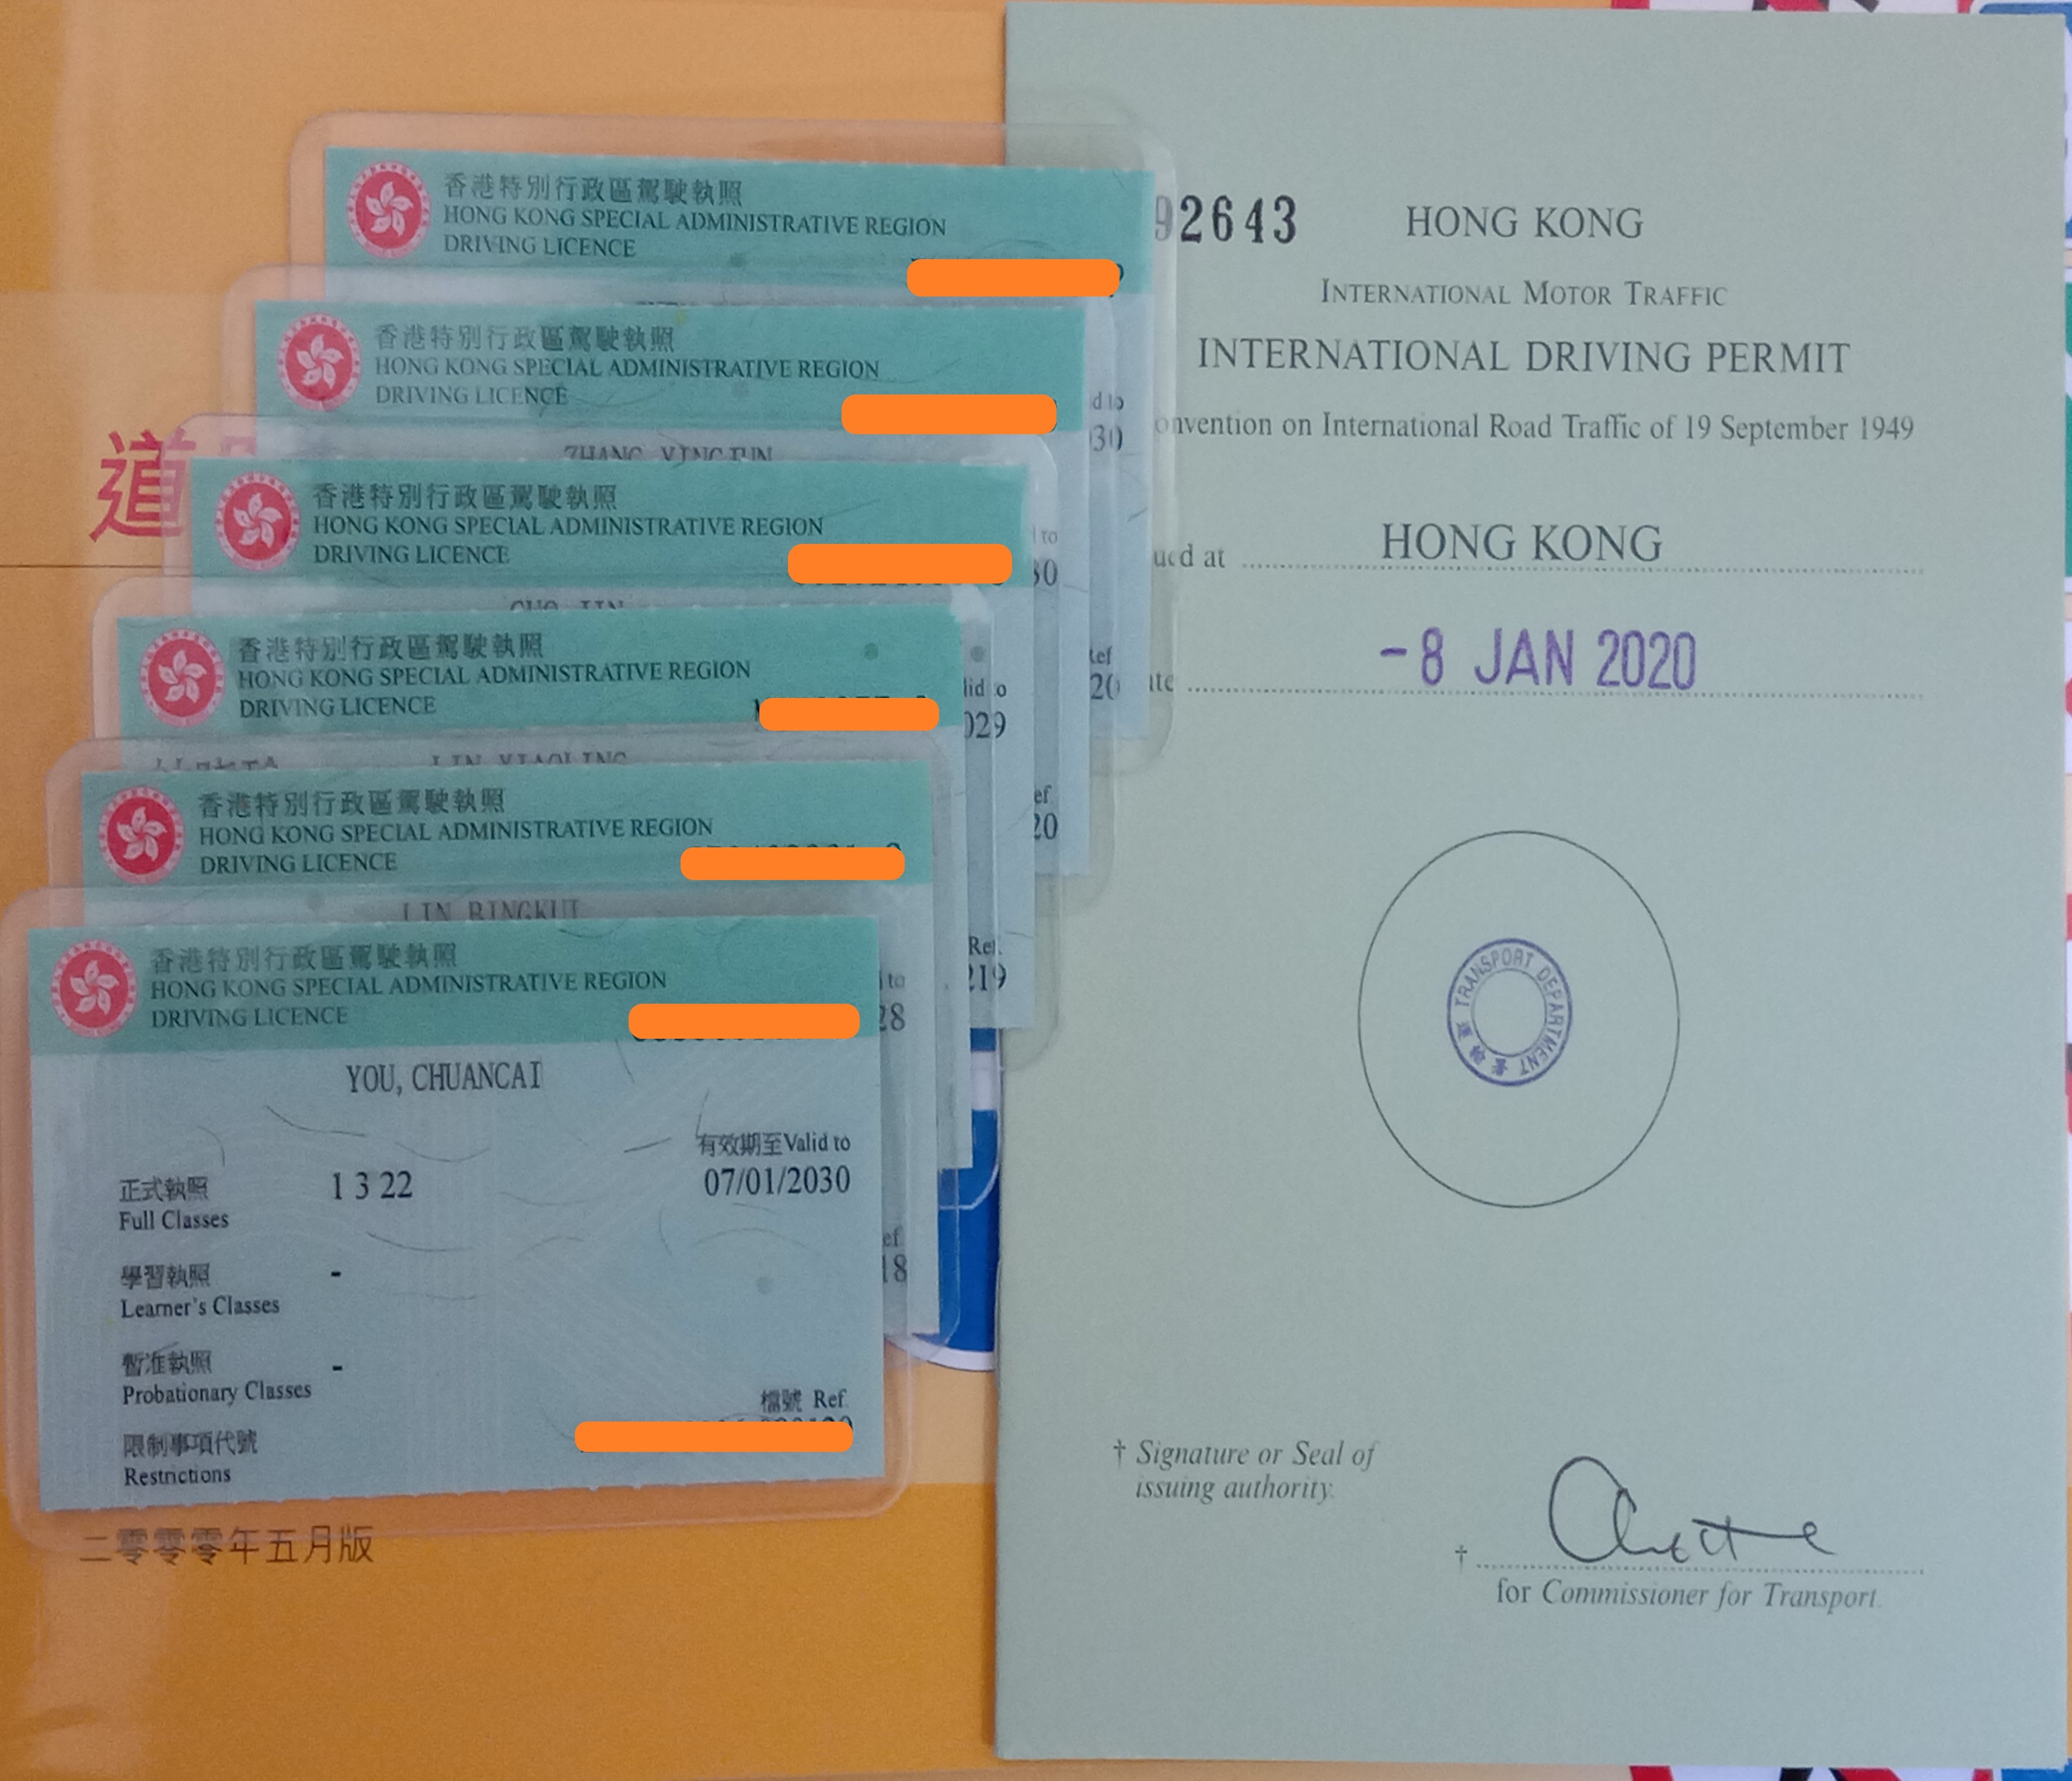 香港特別行政區駕駛執照
HONG KONG SPECIAL ADMINISTRATIVE REGION
DRIVING LICENCE
香港特別行政區駕駛執照
HONG KONG SPECIAL ADMINISTRATIVE REGION
DRIVING LICENCE
香港特別行政區駕駛執照
HONG KONG SPECIAL ADMINISTRATIVE REGION
DRIVING LICENCE
香港特別行政區駕駛執照
HONG KONG SPECIAL ADMINISTRATIVE REGION
DRIVING LICENCE
LIN XIAOLING
香港特別行政區駕駛執照
HONG KONG SPECIAL ADMINISTRATIVE REGION
DRIVING LICENCE
LIN BINGKUI
香港特別行政區駕駛執照
HONG KONG SPECIAL ADMINISTRATIVE REGION
DRIVING LICENCE
YOU, CHUANCAI
有效期至Valid to
正式執照 1 3 22 07/01/2030
Full Classes
學習執照 -
Learner's Classes
暫准執照 -
Probationary Classes
檔號 Ref.
限制事項代號
Restrictions
道
二零零零年五月版
92643 HONG KONG
INTERNATIONAL MOTOR TRAFFIC
INTERNATIONAL DRIVING PERMIT
onvention on International Road Traffic of 19 September 1949
ued at HONG KONG
ate -8 JAN 2020
TRANSPORT DEPARTMENT
運輸署
† Signature or Seal of
issuing authority.
†
for Commissioner for Transport.